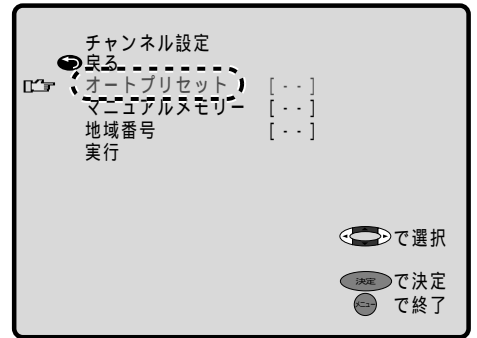 チャンネル設定
戻る
オートプリセット [--]
マニュアルメモリー [--]
地域番号 [--]
実行
で選択
決定 で決定
メニュー で終了